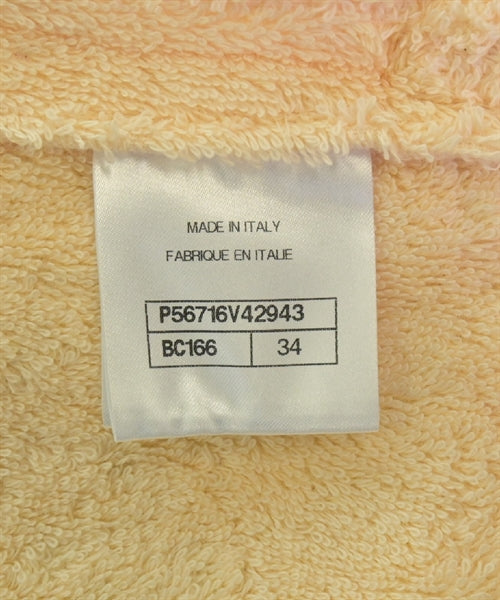 MADE IN ITALY
FABRIQUE EN ITALIE
P56716V42943
BC166 34